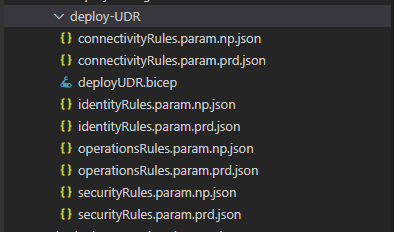 deploy-UDR
{} connectivityRules.param.np.json
{} connectivityRules.param.prd.json
deployUDR.bicep
{} identityRules.param.np.json
{} identityRules.param.prd.json
{} operationsRules.param.np.json
{} operationsRules.param.prd.json
{} securityRules.param.np.json
{} securityRules.param.prd.json